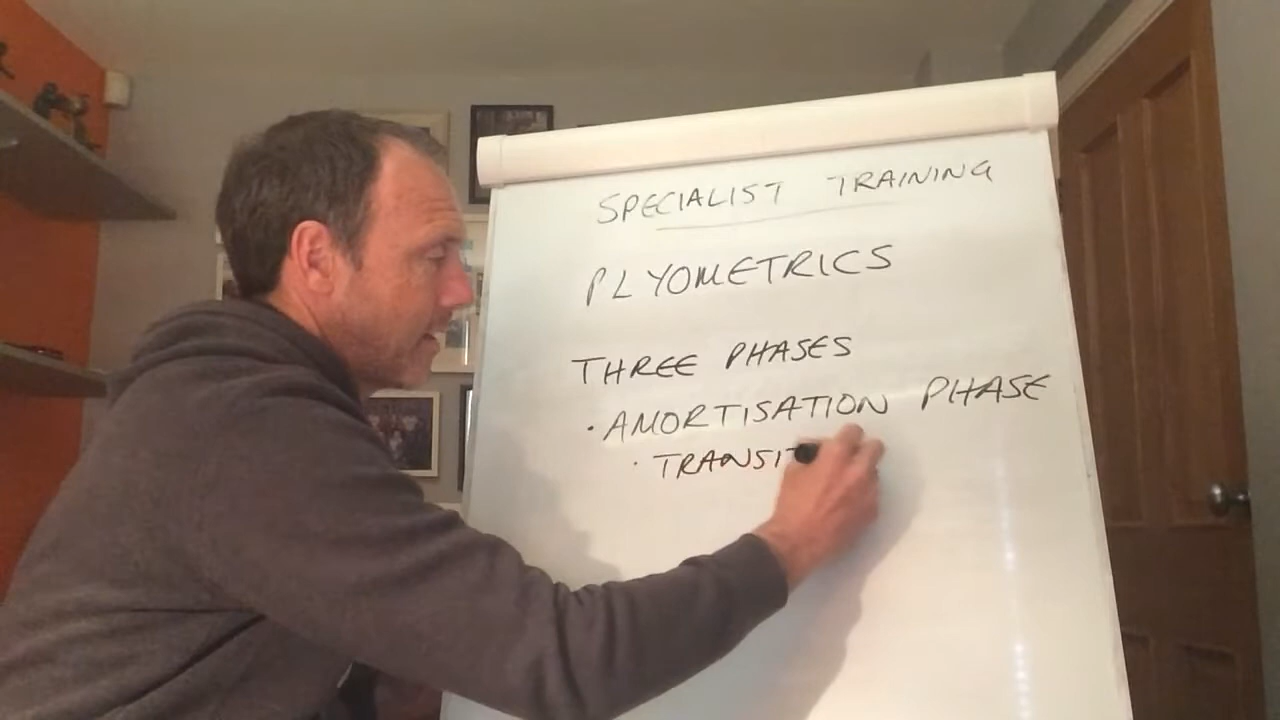 SPECIALIST TRAINING
PLYOMETRICS
THREE PHASES
· AMORTISATION PHASE
· TRANSIT